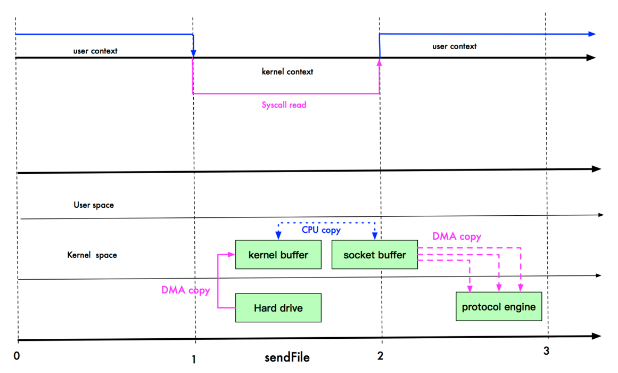 user context
user context
kernel context
Syscall read
User space
CPU copy
DMA copy
Kernel space
kernel buffer
socket buffer
DMA copy
Hard drive
protocol engine
0
1
sendFile
2
3